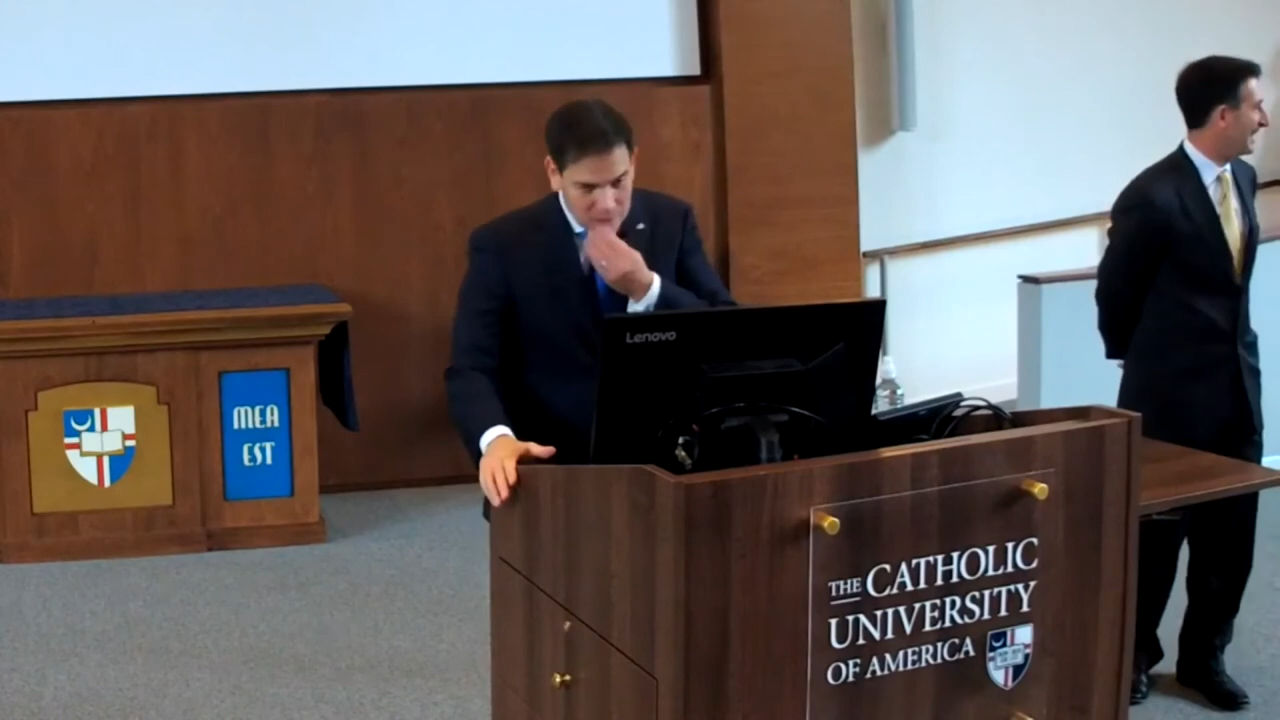 Lenovo
MEA
EST
THE CATHOLIC
UNIVERSITY
OF AMERICA